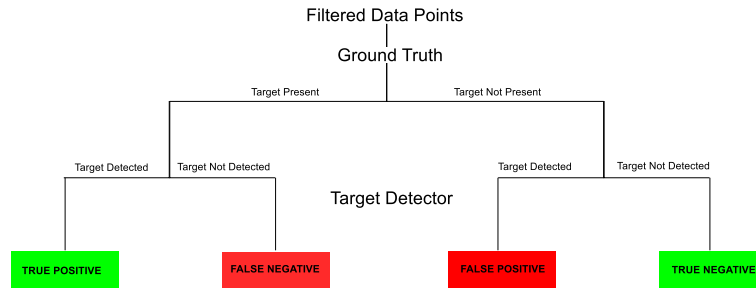 Filtered Data Points
Ground Truth
Target Present
Target Not Present
Target Detected
Target Not Detected
Target Detected
Target Not Detected
Target Detector
TRUE POSITIVE
FALSE NEGATIVE
FALSE POSITIVE
TRUE NEGATIVE